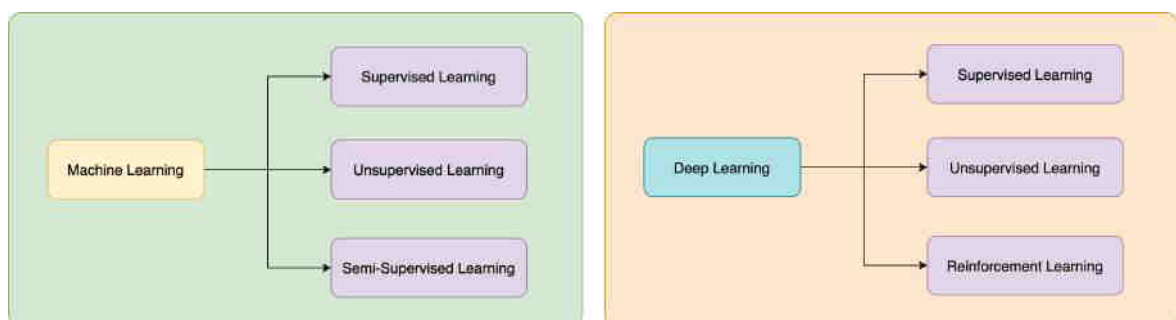 Supervised Learning
Machine Learning
Unsupervised Learning
Semi-Supervised Learning
Supervised Learning
Deep Learning
Unsupervised Learning
Reinforcement Learning